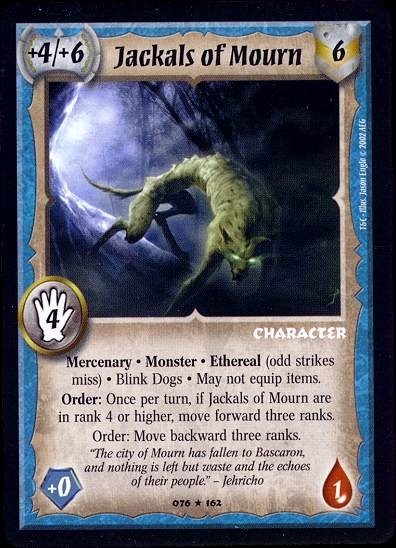 +4/+6
Jackals of Mourn
6
T&C - Illus. Jason Engle © 2002 AEG
4
CHARACTER
Mercenary • Monster • Ethereal (odd strikes
miss) • Blink Dogs • May not equip items.
Order: Once per turn, if Jackals of Mourn are
in rank 4 or higher, move forward three ranks.
Order: Move backward three ranks.
"The city of Mourn has fallen to Bascaron,
and nothing is left but waste and the echoes
of their people." – Jehricho
+0
076 ★ 162
1